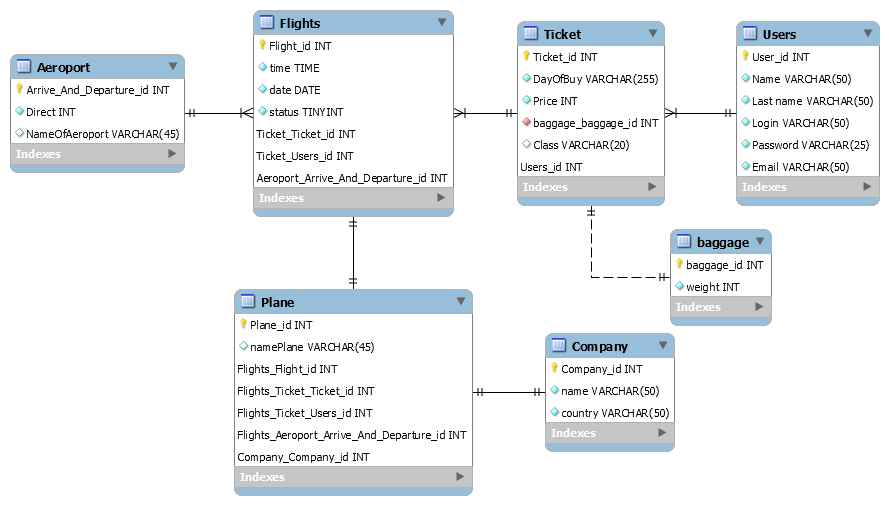 Aeroport
Arrive_And_Departure_id INT
Direct INT
NameOfAeroport VARCHAR(45)
Indexes
Flights
Flight_id INT
time TIME
date DATE
status TINYINT
Ticket_Ticket_id INT
Ticket_Users_id INT
Aeroport_Arrive_And_Departure_id INT
Indexes
Ticket
Ticket_id INT
DayOfBuy VARCHAR(255)
Price INT
baggage_baggage_id INT
Class VARCHAR(20)
Users_id INT
Indexes
Users
User_id INT
Name VARCHAR(50)
Last name VARCHAR(50)
Login VARCHAR(50)
Password VARCHAR(25)
Email VARCHAR(50)
Indexes
baggage
baggage_id INT
weight INT
Indexes
Plane
Plane_id INT
namePlane VARCHAR(45)
Flights_Flight_id INT
Flights_Ticket_Ticket_id INT
Flights_Ticket_Users_id INT
Flights_Aeroport_Arrive_And_Departure_id INT
Company_Company_id INT
Indexes
Company
Company_id INT
name VARCHAR(50)
country VARCHAR(50)
Indexes